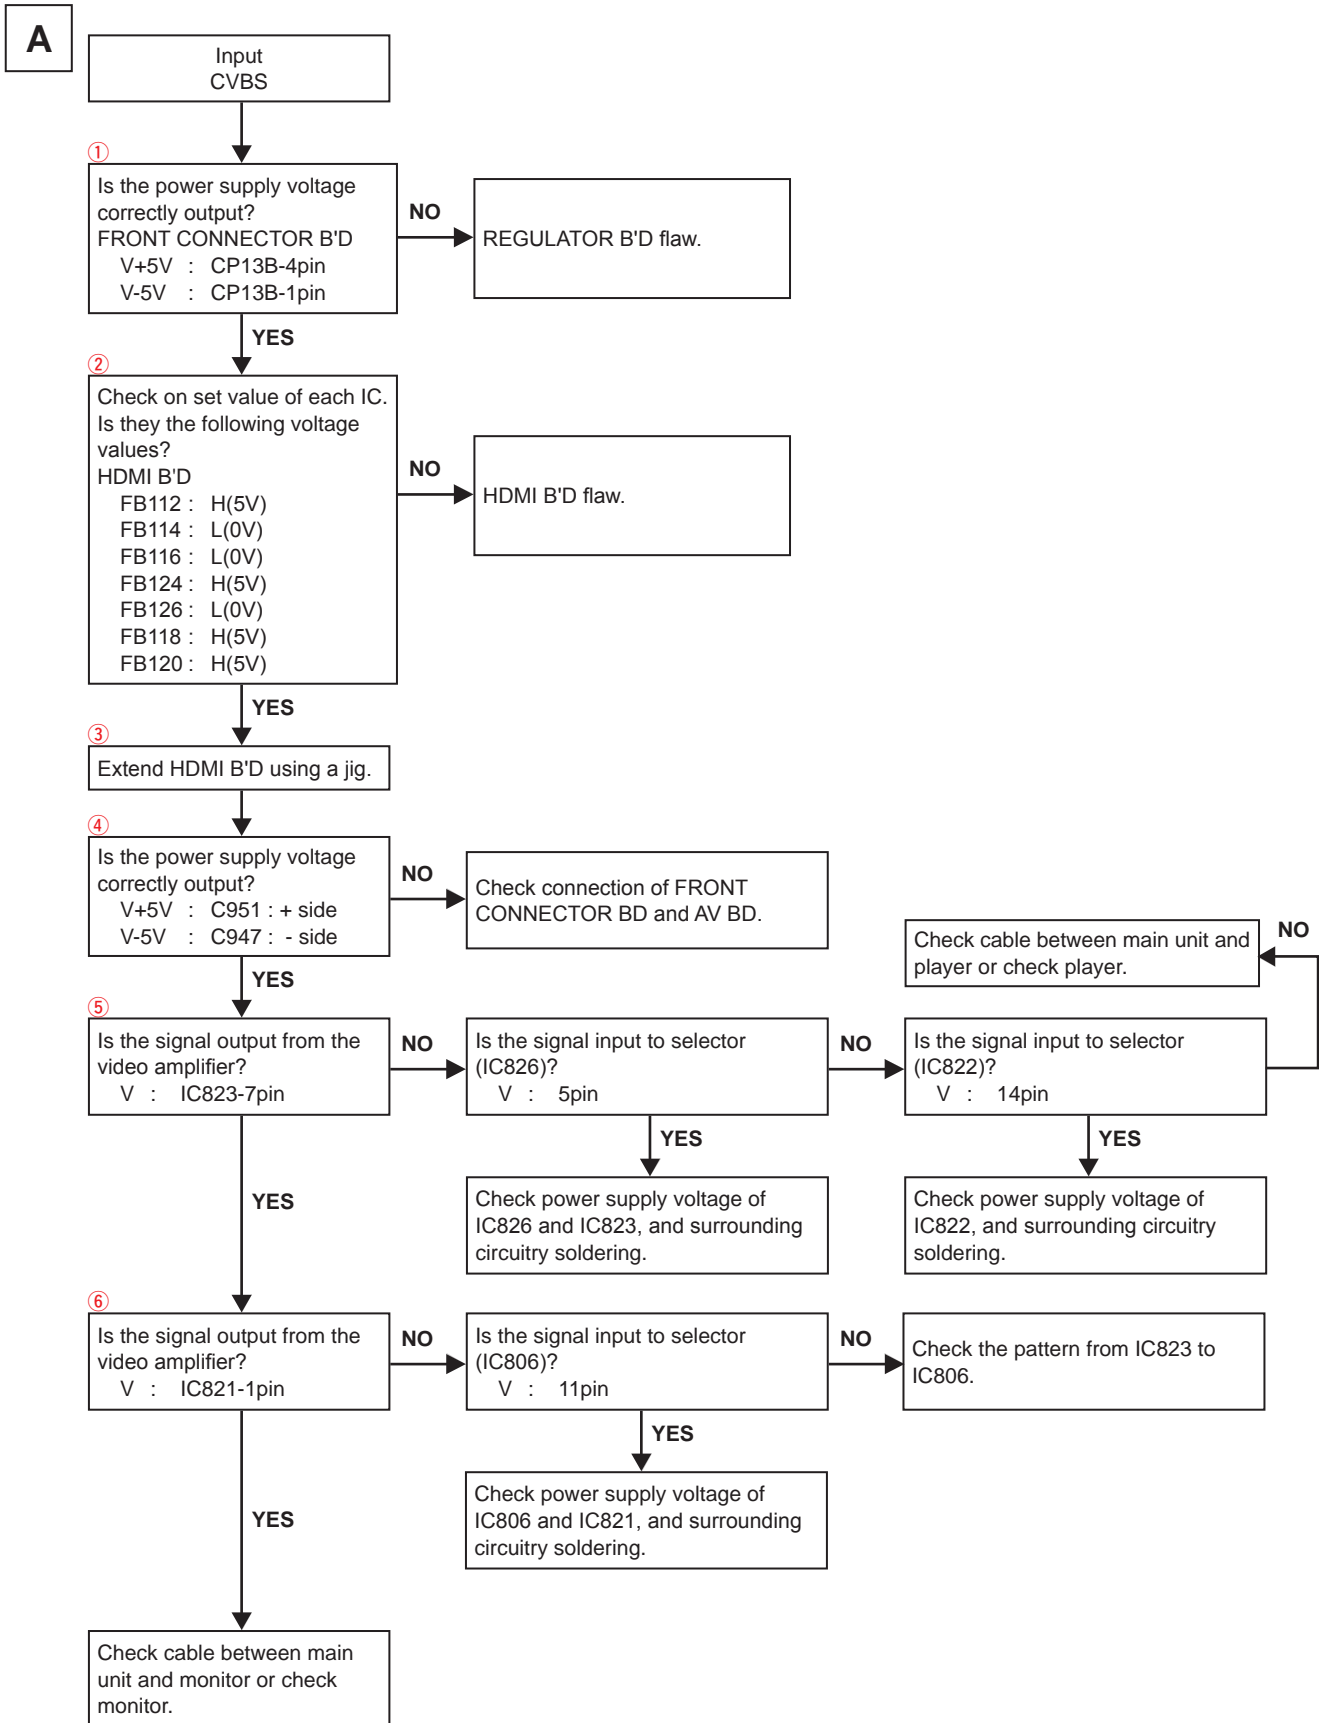 A
Input
CVBS
①
Is the power supply voltage
correctly output?
FRONT CONNECTOR B'D
V+5V : CP13B-4pin
V-5V : CP13B-1pin
NO
REGULATOR B'D flaw.
YES
②
Check on set value of each IC.
Is they the following voltage
values?
HDMI B'D
FB112 : H(5V)
FB114 : L(0V)
FB116 : L(0V)
FB124 : H(5V)
FB126 : L(0V)
FB118 : H(5V)
FB120 : H(5V)
NO
HDMI B'D flaw.
YES
③
Extend HDMI B'D using a jig.
④
Is the power supply voltage
correctly output?
V+5V : C951 : + side
V-5V : C947 : - side
NO
Check connection of FRONT
CONNECTOR BD and AV BD.
YES
⑤
Is the signal output from the
video amplifier?
V : IC823-7pin
NO
Is the signal input to selector
(IC826)?
V : 5pin
NO
Is the signal input to selector
(IC822)?
V : 14pin
NO
Check cable between main unit and
player or check player.
YES
Check power supply voltage of
IC826 and IC823, and surrounding
circuitry soldering.
YES
Check power supply voltage of
IC822, and surrounding circuitry
soldering.
YES
⑥
Is the signal output from the
video amplifier?
V : IC821-1pin
NO
Is the signal input to selector
(IC806)?
V : 11pin
NO
Check the pattern from IC823 to
IC806.
YES
Check power supply voltage of
IC806 and IC821, and surrounding
circuitry soldering.
YES
Check cable between main
unit and monitor or check
monitor.